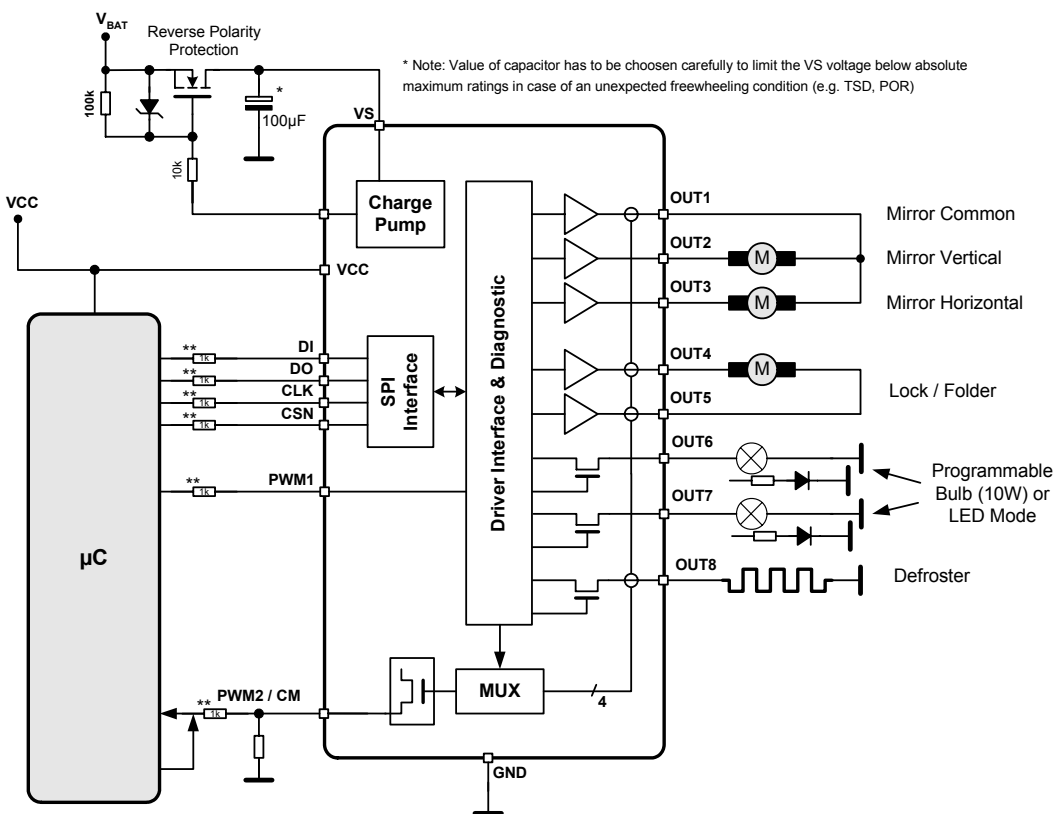 VBAT
Reverse Polarity
Protection
* Note: Value of capacitor has to be choosen carefully to limit the VS voltage below absolute
maximum ratings in case of an unexpected freewheeling condition (e.g. TSD, POR)
100k
*
100µF
VS
10k
Charge
Pump
VCC
VCC
µC
** 1k DI
DO
** 1k CLK
** 1k CSN
SPI
Interface
** 1k PWM1
Driver Interface & Diagnostic
OUT1
Mirror Common
OUT2
M
Mirror Vertical
OUT3
M
Mirror Horizontal
OUT4
M
Lock / Folder
OUT5
OUT6
Programmable
Bulb (10W) or
LED Mode
OUT7
OUT8
Defroster
MUX
4
** 1k PWM2 / CM
GND